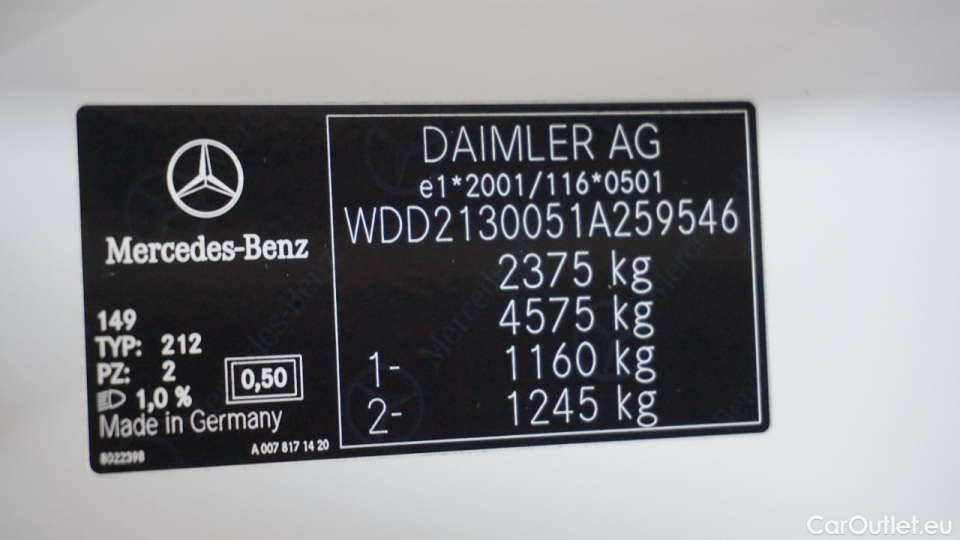 Mercedes-Benz
149
TYP: 212
PZ: 2
1,0 %
0,50
Made in Germany
8022398
A 007 817 14 20
DAIMLER AG
e1*2001/116*0501
WDD2130051A259546
2375 kg
4575 kg
1- 1160 kg
2- 1245 kg
CarOutlet.eu